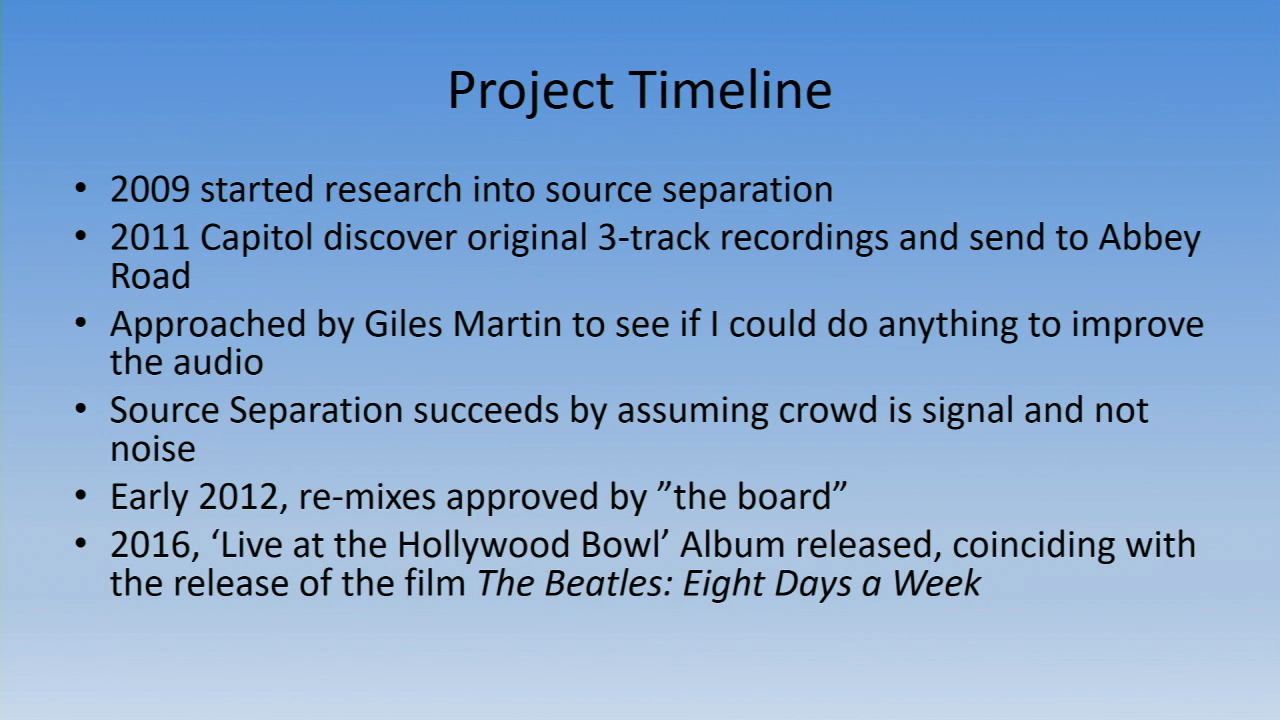 Project Timeline
• 2009 started research into source separation
• 2011 Capitol discover original 3-track recordings and send to Abbey
Road
• Approached by Giles Martin to see if I could do anything to improve
the audio
• Source Separation succeeds by assuming crowd is signal and not
noise
• Early 2012, re-mixes approved by ”the board”
• 2016, ‘Live at the Hollywood Bowl’ Album released, coinciding with
the release of the film The Beatles: Eight Days a Week